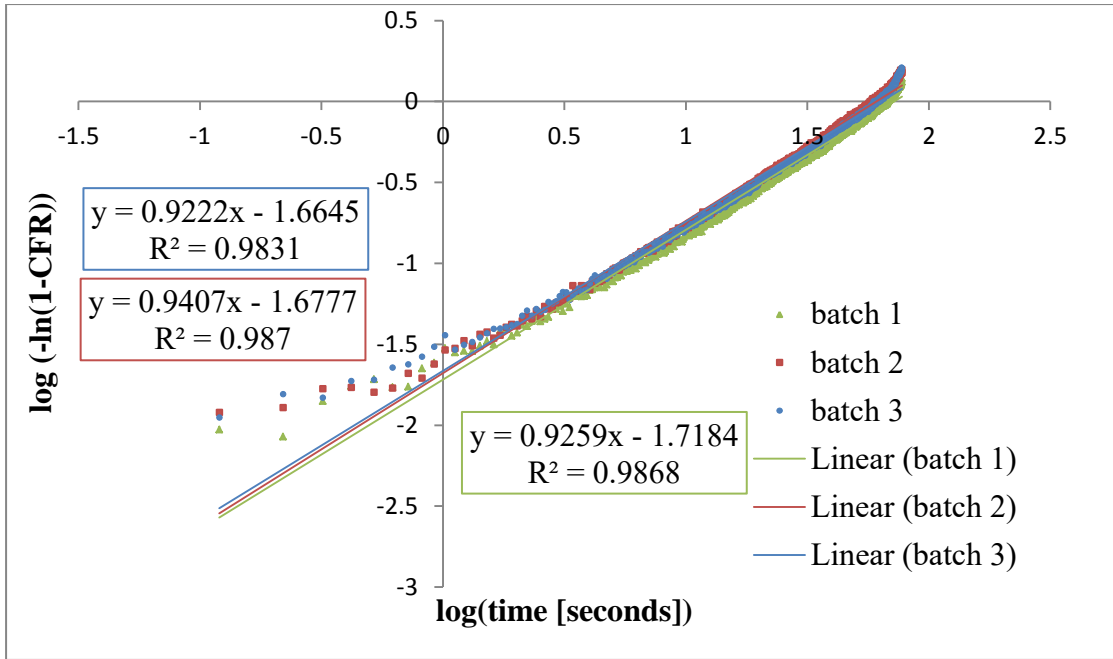 0.5
0
-1.5
-1
-0.5
0
0.5
1
1.5
2
2.5
-0.5
-1
-1.5
-2
-2.5
-3
log (-ln(1-CFR))
log(time [seconds])
y = 0.9222x - 1.6645
R² = 0.9831
y = 0.9407x - 1.6777
R² = 0.987
y = 0.9259x - 1.7184
R² = 0.9868
batch 1
batch 2
batch 3
Linear (batch 1)
Linear (batch 2)
Linear (batch 3)